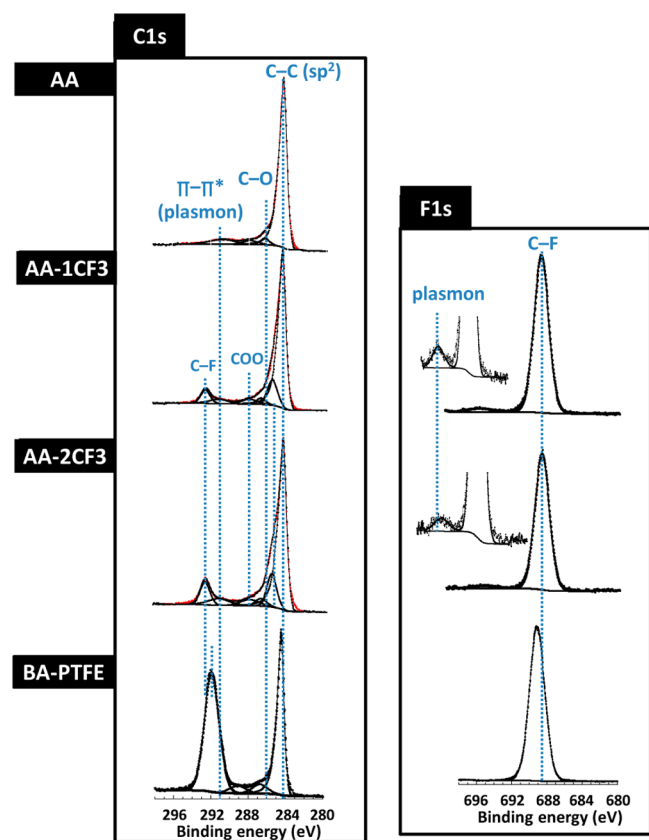 C1s
AA
C–C (sp²)
C–O
Π–Π*
(plasmon)
AA-1CF3
C–F
COO
AA-2CF3
BA-PTFE
296 292 288 284 280
Binding energy (eV)
F1s
C–F
plasmon
696 692 688 684 680
Binding energy (eV)